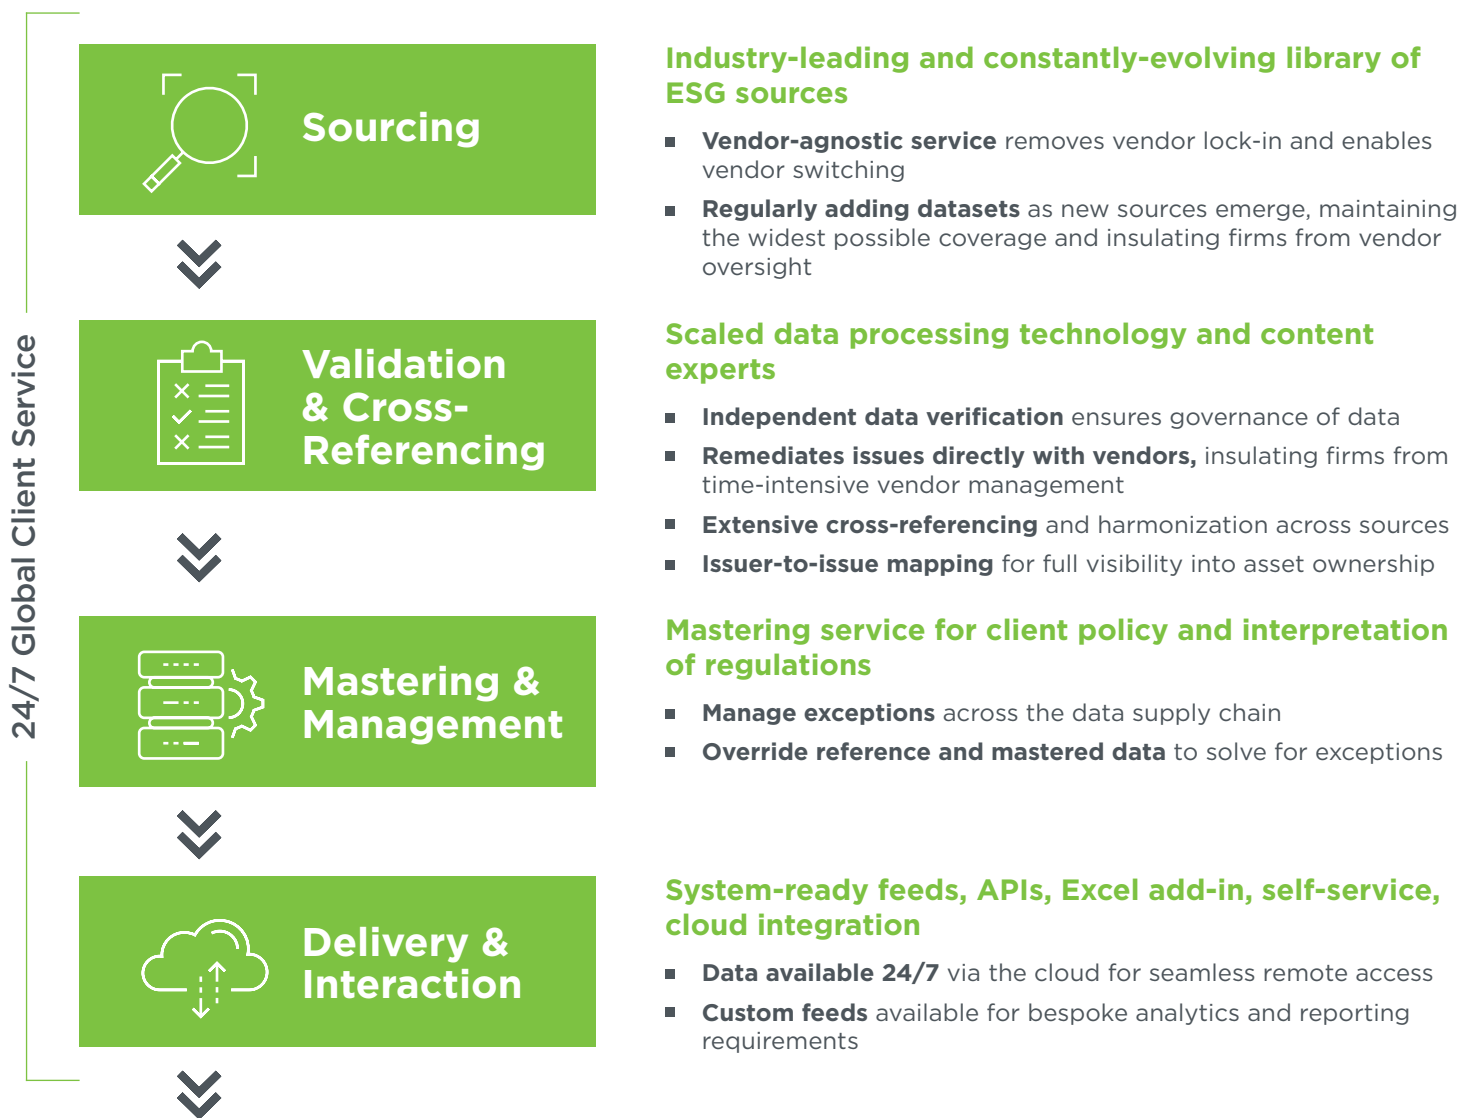 24/7 Global Client Service
Sourcing
Industry-leading and constantly-evolving library of
ESG sources
▪ Vendor-agnostic service removes vendor lock-in and enables
vendor switching
▪ Regularly adding datasets as new sources emerge, maintaining
the widest possible coverage and insulating firms from vendor
oversight
Validation
& Cross-
Referencing
Scaled data processing technology and content
experts
▪ Independent data verification ensures governance of data
▪ Remediates issues directly with vendors, insulating firms from
time-intensive vendor management
▪ Extensive cross-referencing and harmonization across sources
▪ Issuer-to-issue mapping for full visibility into asset ownership
Mastering &
Management
Mastering service for client policy and interpretation
of regulations
▪ Manage exceptions across the data supply chain
▪ Override reference and mastered data to solve for exceptions
Delivery &
Interaction
System-ready feeds, APIs, Excel add-in, self-service,
cloud integration
▪ Data available 24/7 via the cloud for seamless remote access
▪ Custom feeds available for bespoke analytics and reporting
requirements